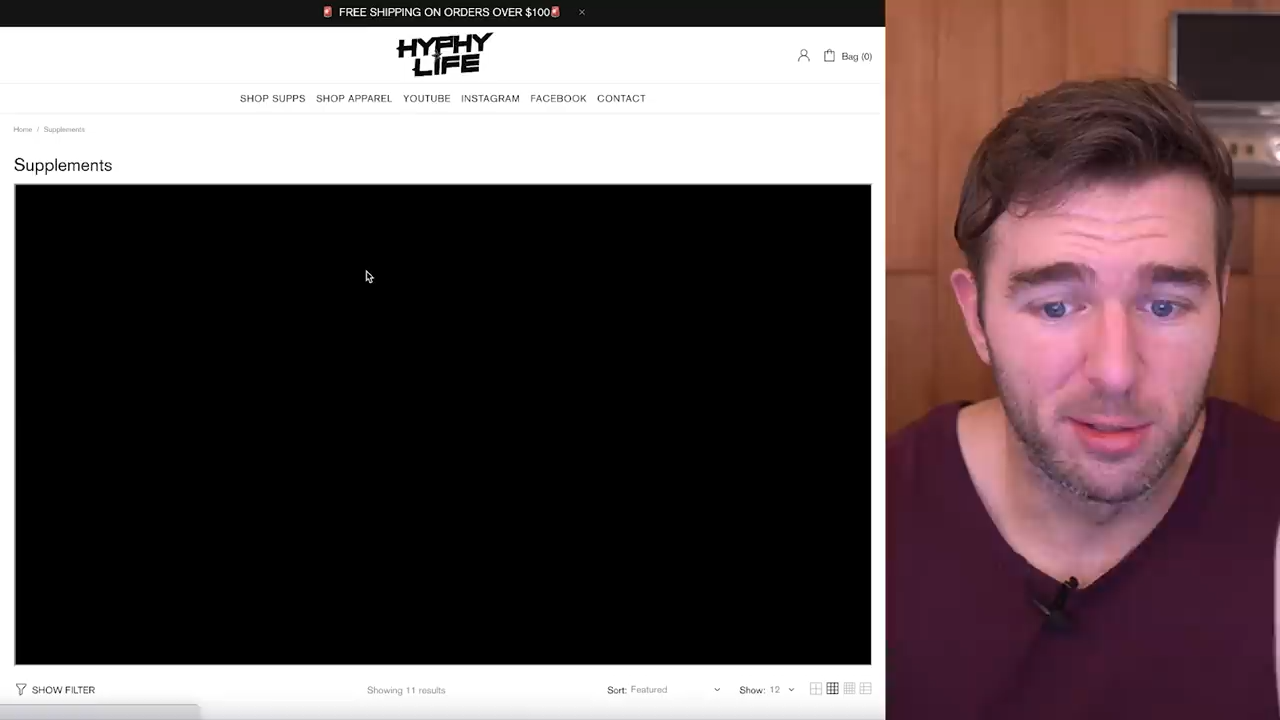 🚨 FREE SHIPPING ON ORDERS OVER $100🚨 ×
HYPHY
LIFE
Bag (0)
SHOP SUPPS SHOP APPAREL YOUTUBE INSTAGRAM FACEBOOK CONTACT
Home / Supplements
Supplements
SHOW FILTER Showing 11 results Sort: Featured Show: 12